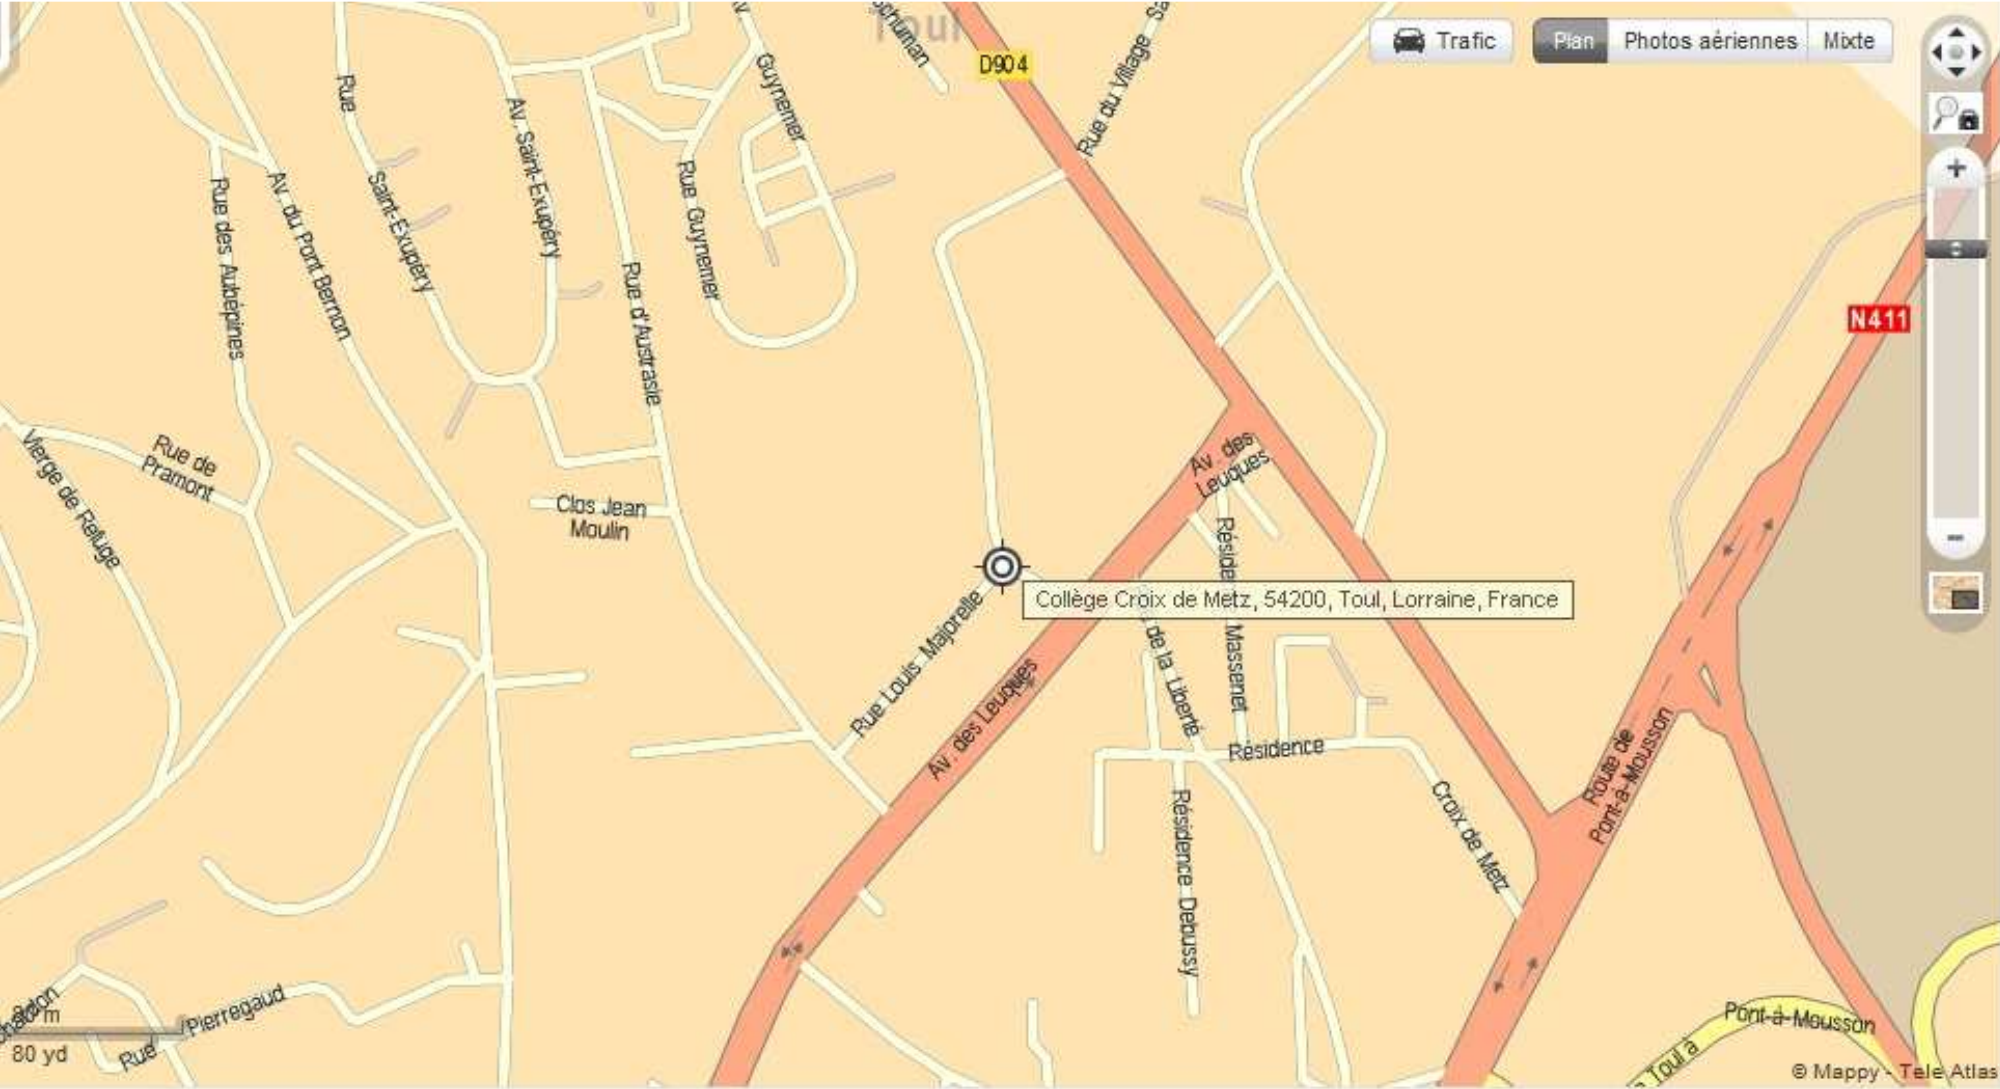 Toul
Schuman
D904
Rue du Village
Trafic
Plan
Photos aériennes
Mixte
Rue
Av. Saint-Exupéry
Guynemer
Rue Guynemer
Saint-Exupéry
Av. du Pont Bernon
Rue des Aubépines
Rue d'Austrasie
N411
Vierge de Refuge
Rue de
Pramont
Clos Jean
Moulin
Av. des
Leuques
Collège Croix de Metz, 54200, Toul, Lorraine, France
Rue Louis Majorelle
Av. des Leuques
de la Liberté
Réside
Massenet
Résidence
Résidence Debussy
Croix de Metz
Route de
Pont-à-Mousson
Rue
Pierregaud
m
80 yd
Pont-à-Mousson
Toul à
© Mappy - Tele Atlas